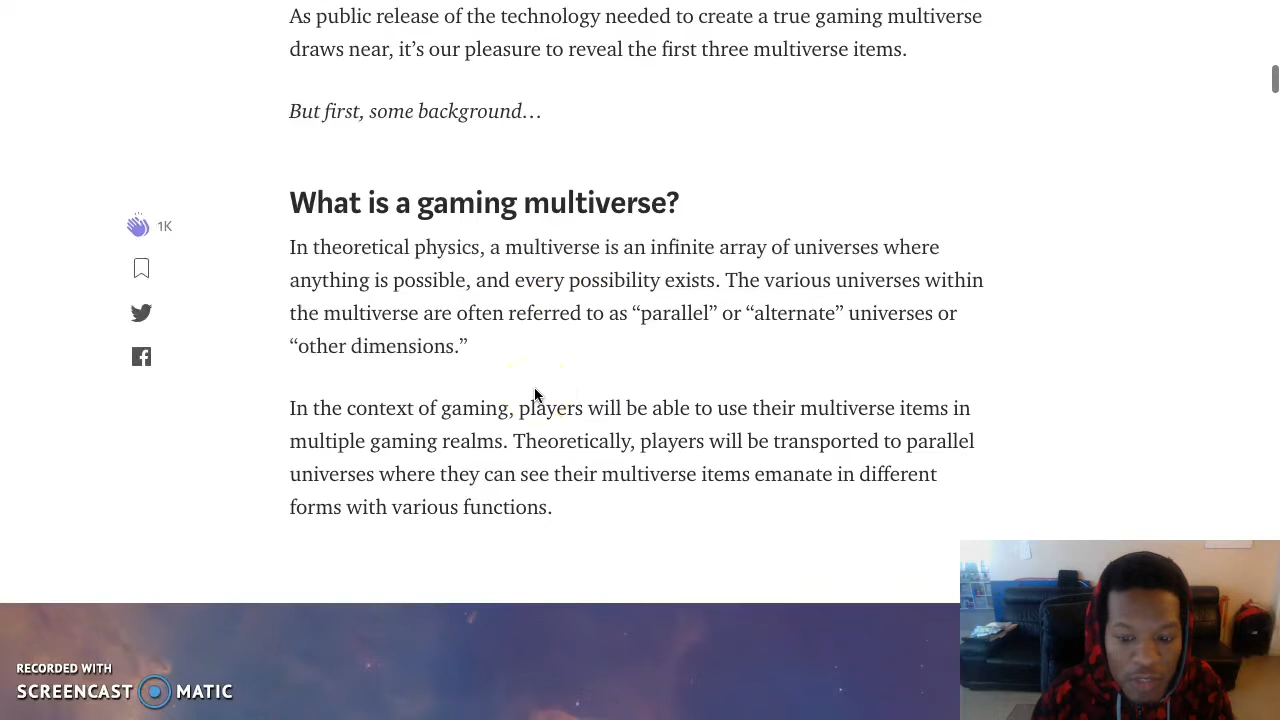 As public release of the technology needed to create a true gaming multiverse
draws near, it’s our pleasure to reveal the first three multiverse items.
But first, some background…
What is a gaming multiverse?
1K
In theoretical physics, a multiverse is an infinite array of universes where
anything is possible, and every possibility exists. The various universes within
the multiverse are often referred to as “parallel” or “alternate” universes or
“other dimensions.”
In the context of gaming, players will be able to use their multiverse items in
multiple gaming realms. Theoretically, players will be transported to parallel
universes where they can see their multiverse items emanate in different
forms with various functions.
RECORDED WITH
SCREENCAST MATIC